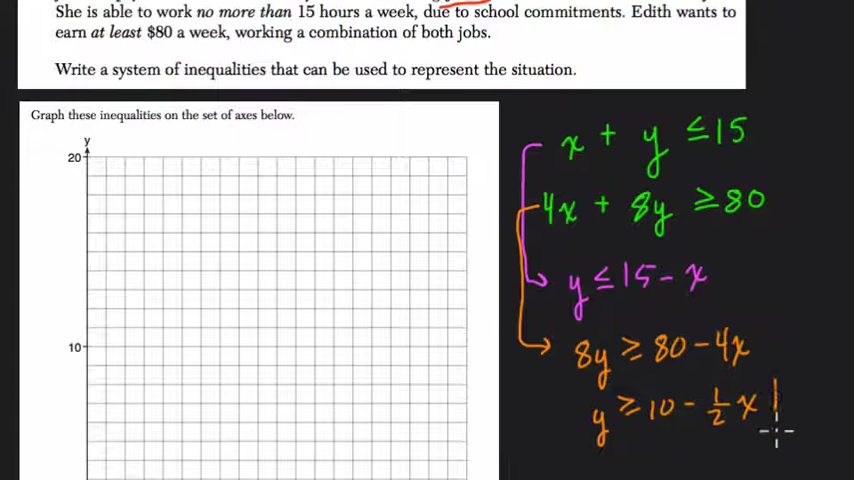 She is able to work no more than 15 hours a week, due to school commitments. Edith wants to
earn at least $80 a week, working a combination of both jobs.
Write a system of inequalities that can be used to represent the situation.
Graph these inequalities on the set of axes below.
y
20
10
x + y ≤ 15
4x + 8y ≥ 80
y ≤ 15 - x
8y ≥ 80 - 4x
y ≥ 10 - 1/2 x